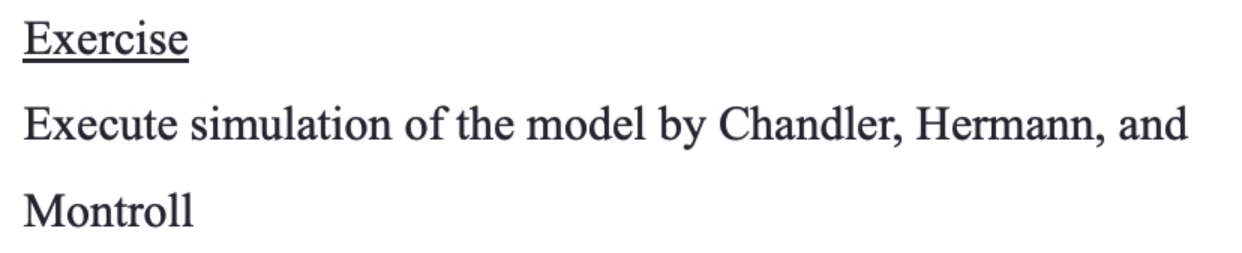 Exercise
Execute simulation of the model by Chandler, Hermann, and
Montroll